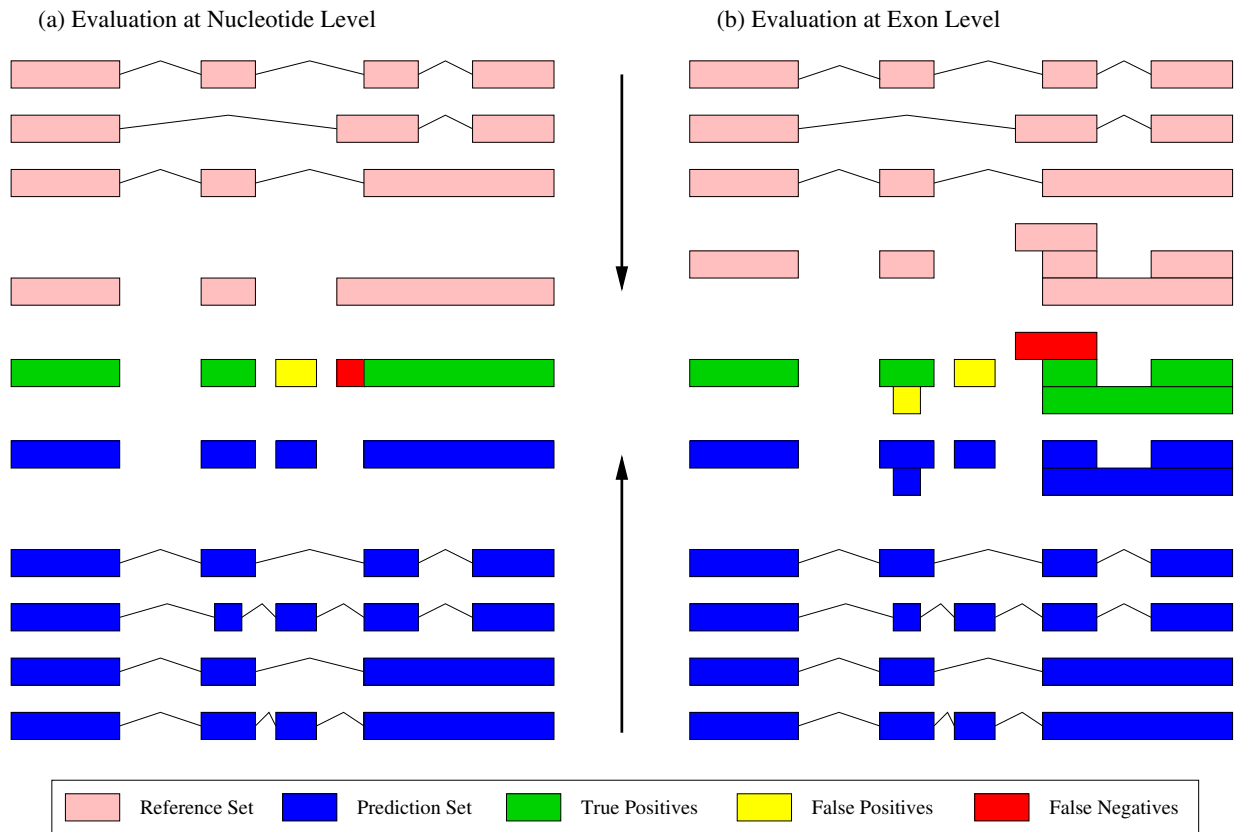 (a) Evaluation at Nucleotide Level
(b) Evaluation at Exon Level
Reference Set
Prediction Set
True Positives
False Positives
False Negatives